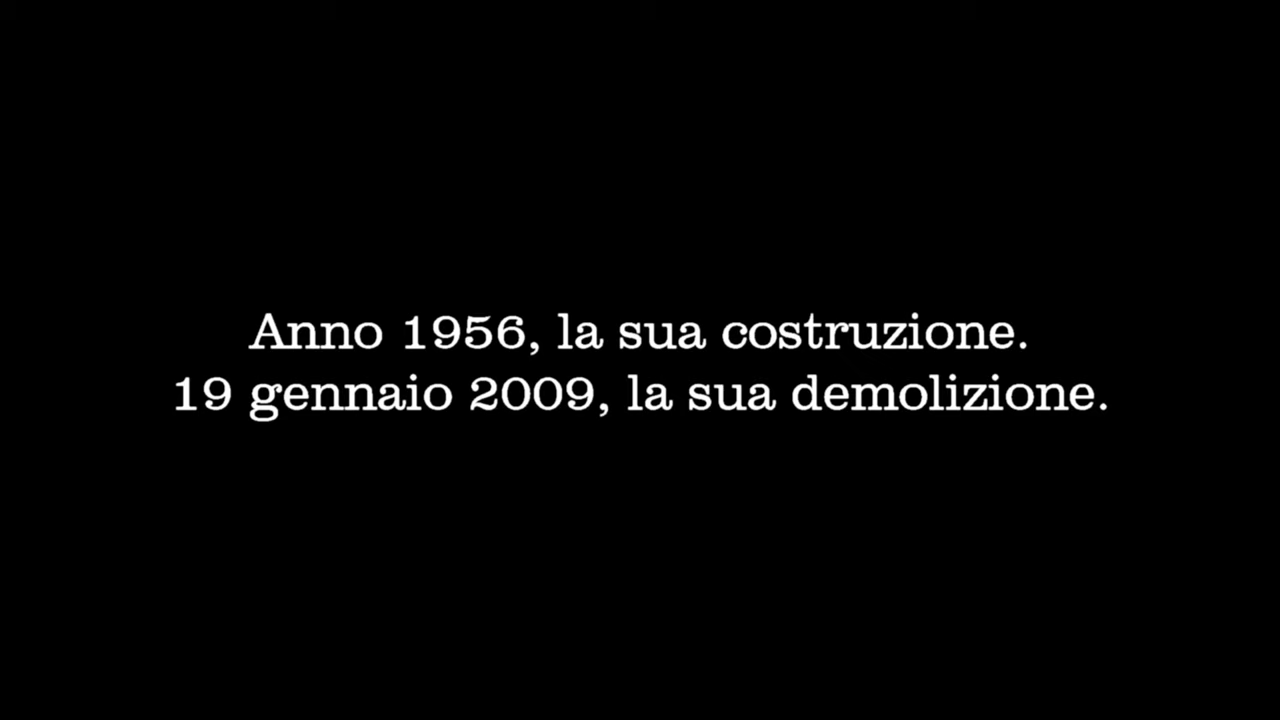 Anno 1956, la sua costruzione.
19 gennaio 2009, la sua demolizione.